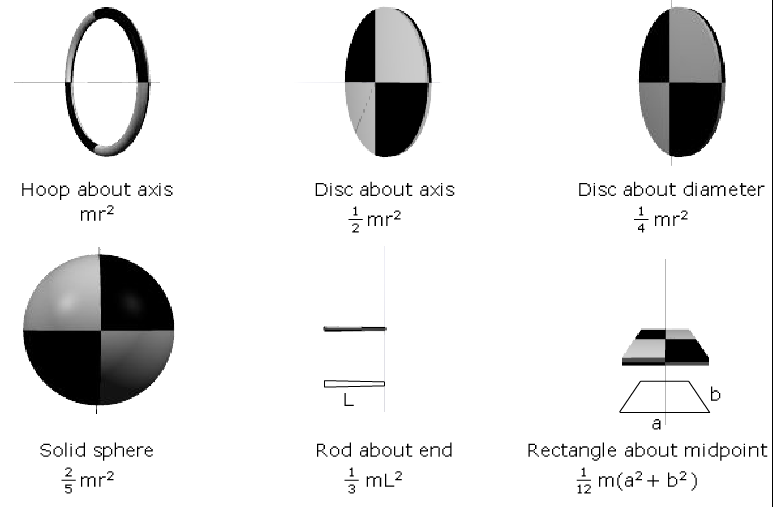 Hoop about axis
mr²
Disc about axis
1/2 mr²
Disc about diameter
1/4 mr²
Solid sphere
2/5 mr²
L
Rod about end
1/3 mL²
b
a
Rectangle about midpoint
1/12 m(a² + b²)